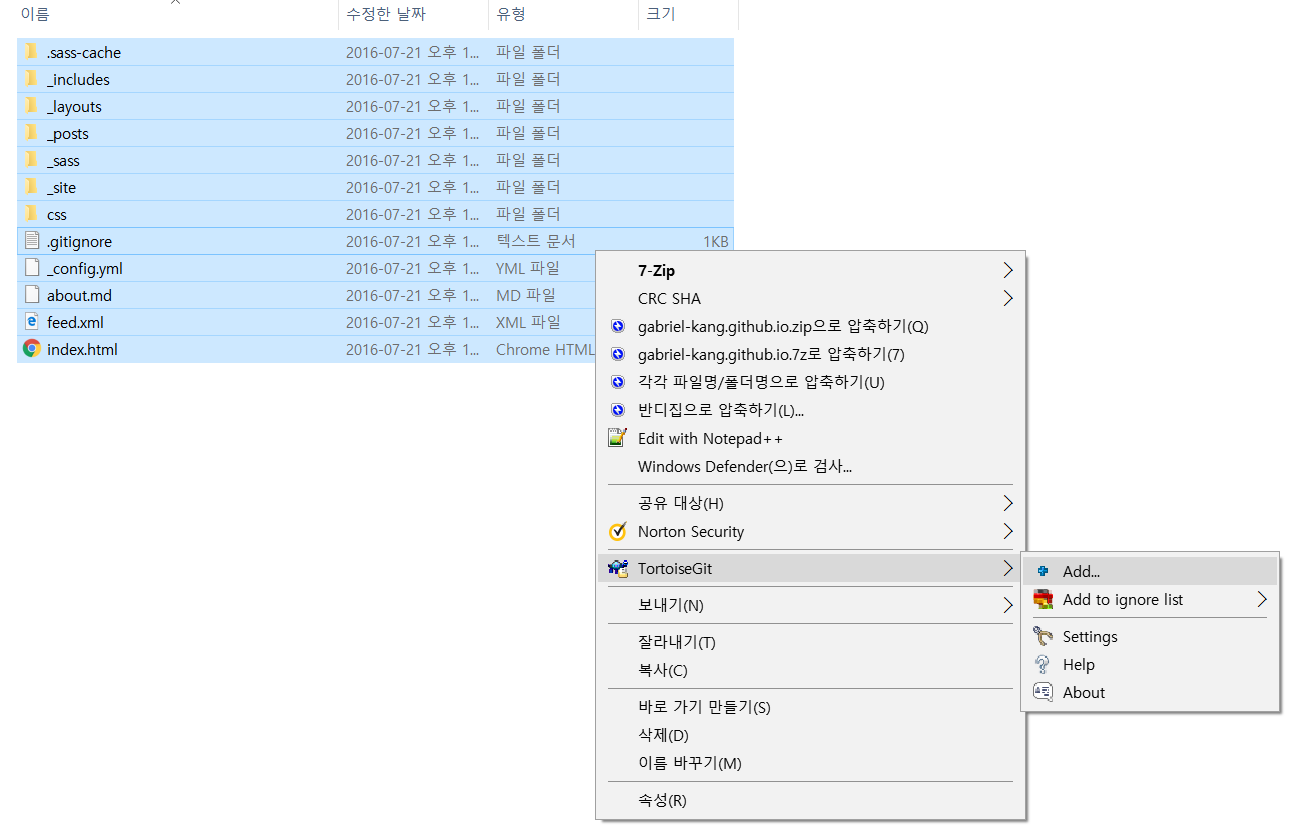 이름 수정한 날짜 유형 크기
.sass-cache 2016-07-21 오후 1... 파일 폴더
_includes 2016-07-21 오후 1... 파일 폴더
_layouts 2016-07-21 오후 1... 파일 폴더
_posts 2016-07-21 오후 1... 파일 폴더
_sass 2016-07-21 오후 1... 파일 폴더
_site 2016-07-21 오후 1... 파일 폴더
css 2016-07-21 오후 1... 파일 폴더
.gitignore 2016-07-21 오후 1... 텍스트 문서 1KB
_config.yml 2016-07-21 오후 1... YML 파일
about.md 2016-07-21 오후 1... MD 파일
feed.xml 2016-07-21 오후 1... XML 파일
index.html 2016-07-21 오후 1... Chrome HTML
7-Zip
CRC SHA
gabriel-kang.github.io.zip으로 압축하기(Q)
gabriel-kang.github.io.7z로 압축하기(7)
각각 파일명/폴더명으로 압축하기(U)
반디집으로 압축하기(L)...
Edit with Notepad++
Windows Defender(으)로 검사...
공유 대상(H)
Norton Security
TortoiseGit
보내기(N)
잘라내기(T)
복사(C)
바로 가기 만들기(S)
삭제(D)
이름 바꾸기(M)
속성(R)
Add...
Add to ignore list
Settings
Help
About